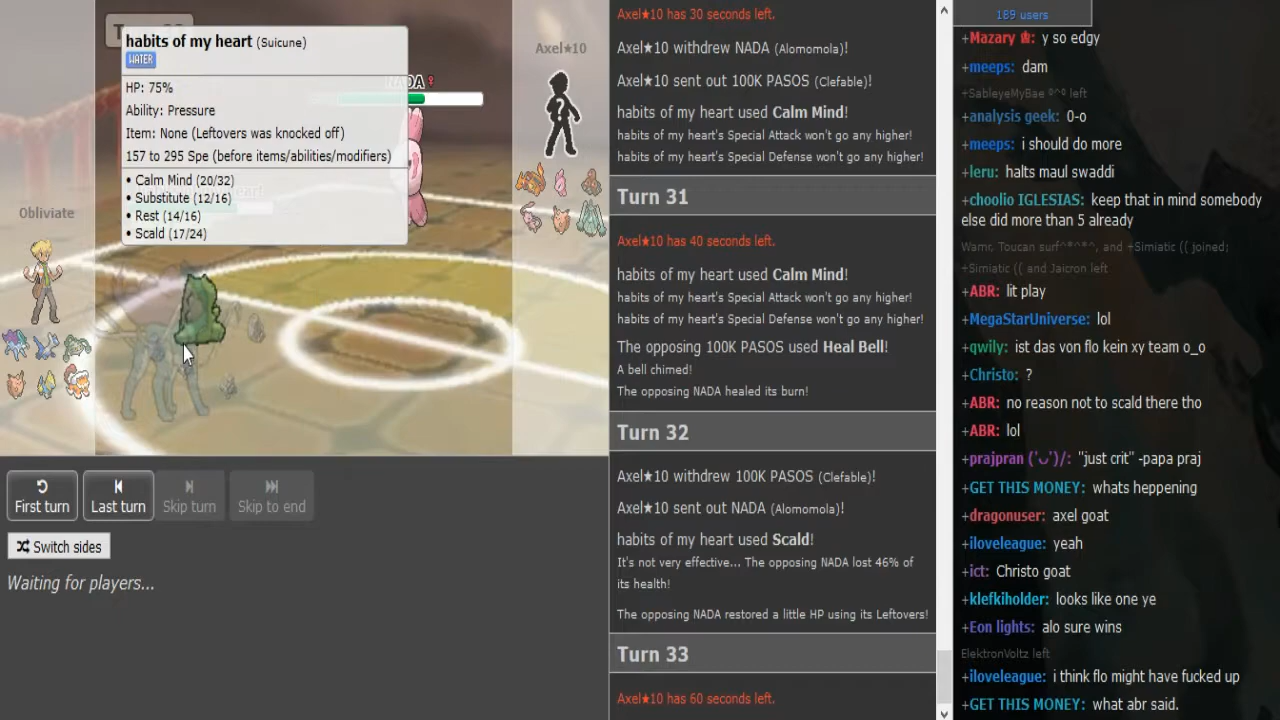 habits of my heart (Suicune)
WATER
HP: 75%
Ability: Pressure
Item: None (Leftovers was knocked off)
157 to 295 Spe (before items/abilities/modifiers)
• Calm Mind (20/32)
• Substitute (12/16)
• Rest (14/16)
• Scald (17/24)
Obliviate
Axel★10
First turn
Last turn
Skip turn
Skip to end
Switch sides
Waiting for players...
Axel★10 has 30 seconds left.
Axel★10 withdrew NADA (Alomomola)!
Axel★10 sent out 100K PASOS (Clefable)!
habits of my heart used Calm Mind!
habits of my heart's Special Attack won't go any higher!
habits of my heart's Special Defense won't go any higher!
Turn 31
Axel★10 has 40 seconds left.
habits of my heart used Calm Mind!
habits of my heart's Special Attack won't go any higher!
habits of my heart's Special Defense won't go any higher!
The opposing 100K PASOS used Heal Bell!
A bell chimed!
The opposing NADA healed its burn!
Turn 32
Axel★10 withdrew 100K PASOS (Clefable)!
Axel★10 sent out NADA (Alomomola)!
habits of my heart used Scald!
It's not very effective... The opposing NADA lost 46% of
its health!
The opposing NADA restored a little HP using its Leftovers!
Turn 33
Axel★10 has 60 seconds left.
189 users
+Mazary: y so edgy
+meeps: dam
+analysis geek: 0-o
+meeps: i should do more
+leru: halts maul swaddi
+choolio IGLESIAS: keep that in mind somebody
else did more than 5 already
Wamr, Toucan surf^*^*^, and +Simiatic (( joined;
+Simiatic (( and Jaicron left
+ABR: lit play
+MegaStarUniverse: lol
+qwily: ist das von flo kein xy team o_o
+Christo: ?
+ABR: no reason not to scald there tho
+ABR: lol
+prajpran ('ᴗ')/: "just crit" -papa praj
+GET THIS MONEY: whats heppening
+dragonuser: axel goat
+iloveleague: yeah
+ict: Christo goat
+klefkiholder: looks like one ye
+Eon lights: alo sure wins
ElektronVoltz left
+iloveleague: i think flo might have fucked up
+GET THIS MONEY: what abr said.